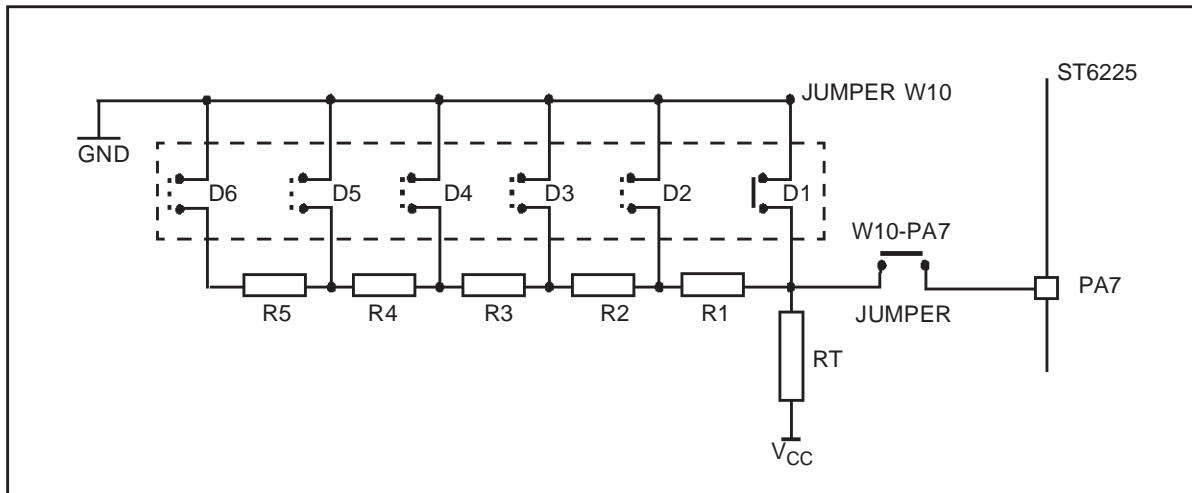 ST6225
JUMPER W10
GND
D6 D5 D4 D3 D2 D1
W10-PA7
PA7
R5 R4 R3 R2 R1
JUMPER
RT
VCC